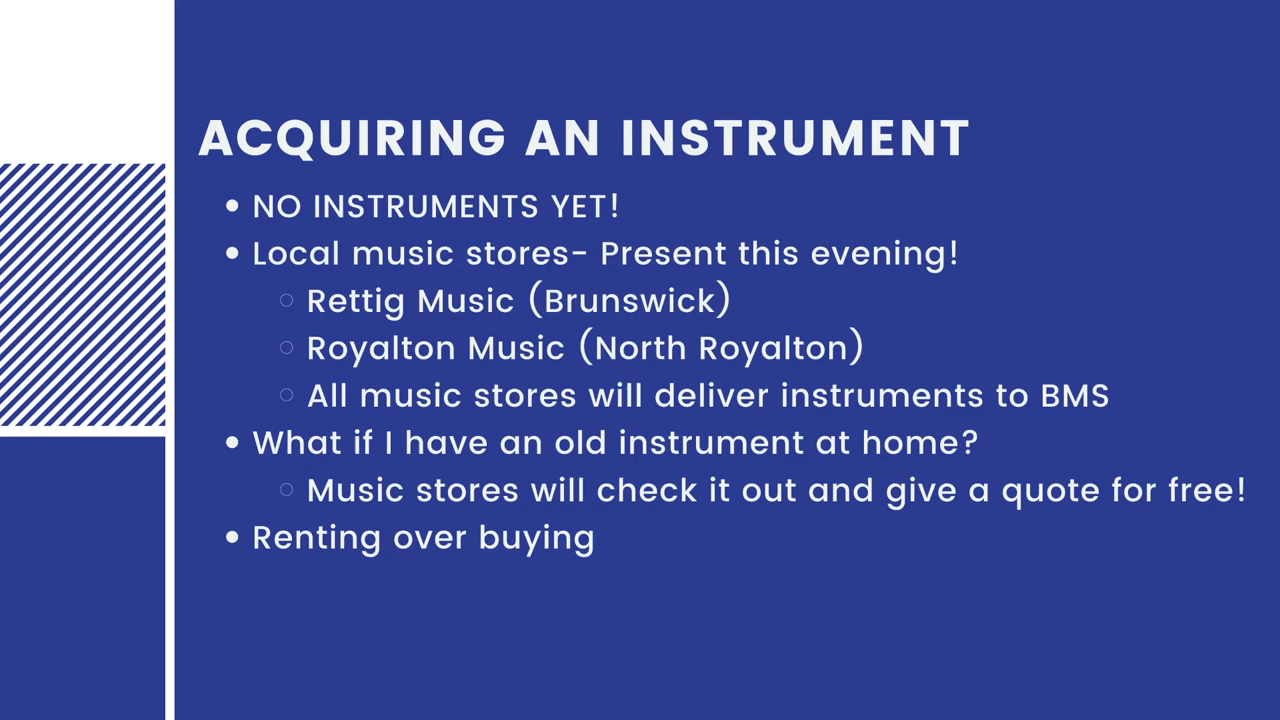 ACQUIRING AN INSTRUMENT
NO INSTRUMENTS YET!
Local music stores- Present this evening!
Rettig Music (Brunswick)
Royalton Music (North Royalton)
All music stores will deliver instruments to BMS
What if I have an old instrument at home?
Music stores will check it out and give a quote for free!
Renting over buying